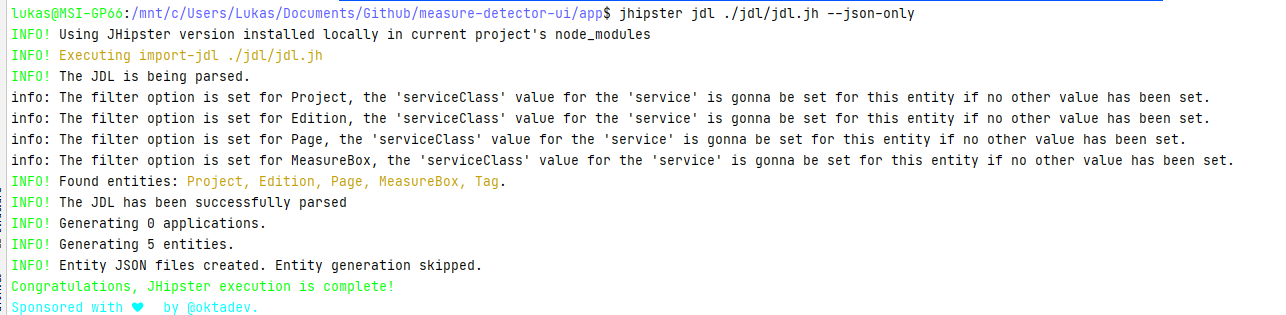 lukas@MSI-GP66:/mnt/c/Users/Lukas/Documents/Github/measure-detector-ui/app$ jhipster jdl ./jdl/jdl.jh --json-only
INFO! Using JHipster version installed locally in current project's node_modules
INFO! Executing import-jdl ./jdl/jdl.jh
INFO! The JDL is being parsed.
info: The filter option is set for Project, the 'serviceClass' value for the 'service' is gonna be set for this entity if no other value has been set.
info: The filter option is set for Edition, the 'serviceClass' value for the 'service' is gonna be set for this entity if no other value has been set.
info: The filter option is set for Page, the 'serviceClass' value for the 'service' is gonna be set for this entity if no other value has been set.
info: The filter option is set for MeasureBox, the 'serviceClass' value for the 'service' is gonna be set for this entity if no other value has been set.
INFO! Found entities: Project, Edition, Page, MeasureBox, Tag.
INFO! The JDL has been successfully parsed
INFO! Generating 0 applications.
INFO! Generating 5 entities.
INFO! Entity JSON files created. Entity generation skipped.
Congratulations, JHipster execution is complete!
Sponsored with ❤ by @oktadev.